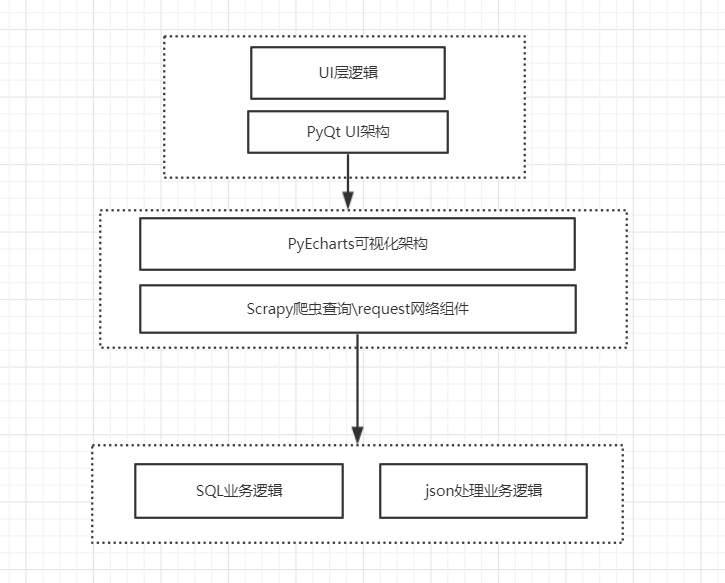 UI层逻辑
PyQt UI架构
PyEcharts可视化架构
Scrapy爬虫查询\request网络组件
SQL业务逻辑
json处理业务逻辑